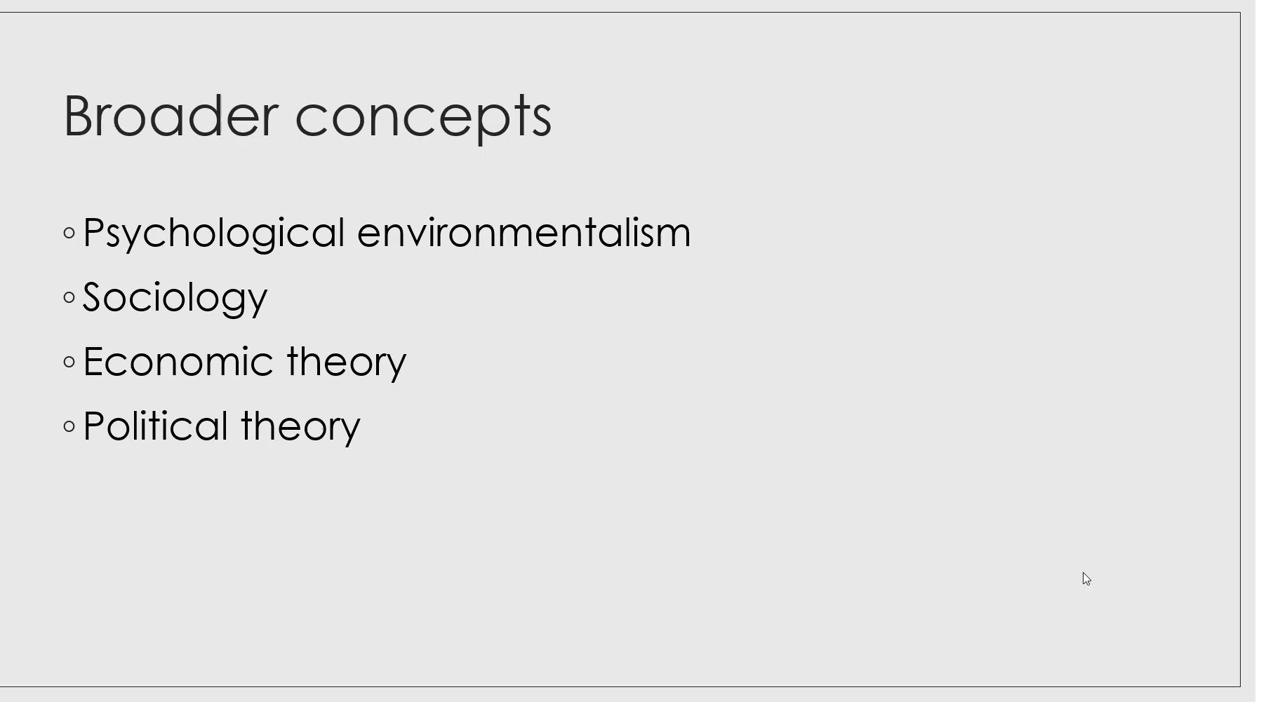 Broader concepts
◦ Psychological environmentalism
◦ Sociology
◦ Economic theory
◦ Political theory